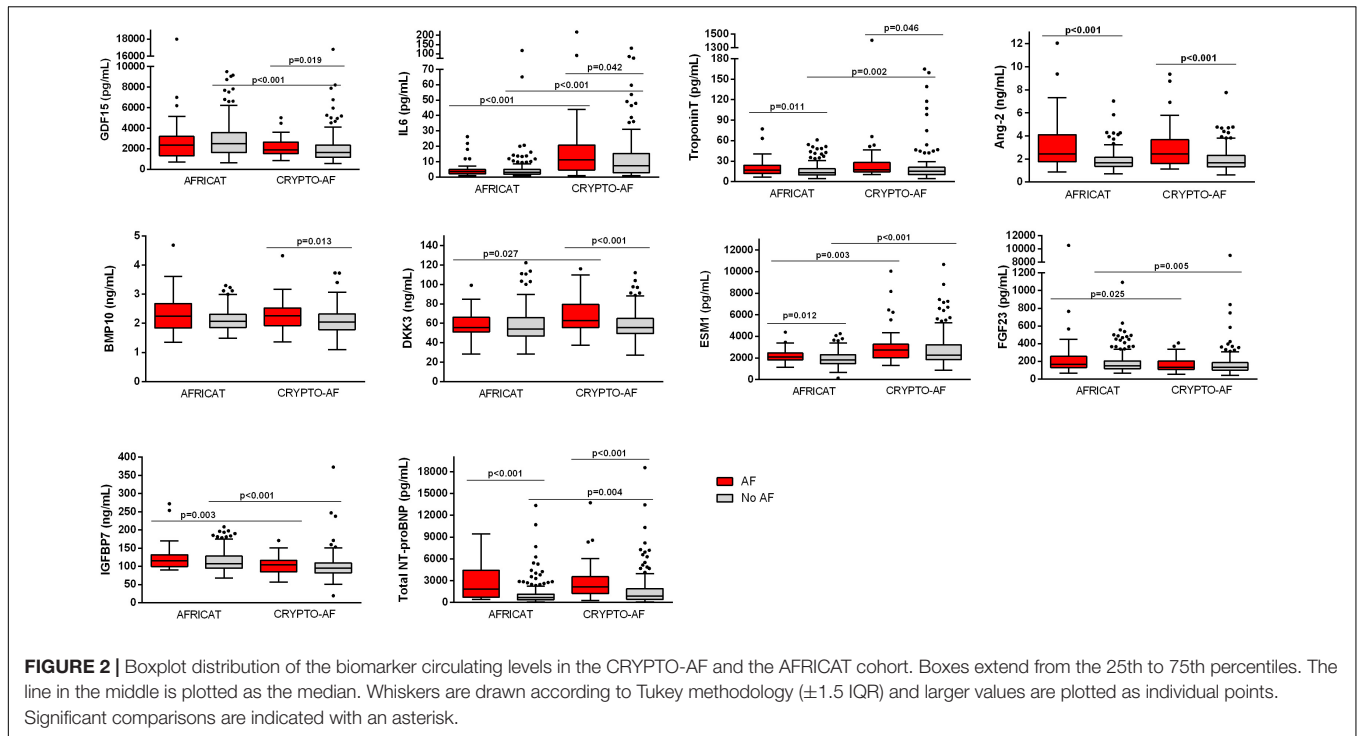 18000
16000
10000
8000
6000
4000
2000
0
GDF15 (pg/mL)
p=0.019
p<0.001
AFRICAT
CRYPTO-AF
200
150
100
50
70
60
50
40
30
20
10
0
IL6 (pg/mL)
p=0.042
p<0.001
p<0.001
AFRICAT
CRYPTO-AF
1500
1300
180
150
120
90
60
30
0
TroponinT (pg/mL)
p=0.046
p=0.002
p=0.011
AFRICAT
CRYPTO-AF
12
10
8
6
4
2
0
Ang-2 (ng/mL)
p<0.001
p<0.001
AFRICAT
CRYPTO-AF
5
4
3
2
1
0
BMP10 (ng/mL)
p=0.013
AFRICAT
CRYPTO-AF
140
120
100
80
60
40
20
0
DKK3 (ng/mL)
p<0.001
p=0.027
AFRICAT
CRYPTO-AF
12000
10000
8000
6000
4000
2000
0
ESM1 (pg/mL)
p<0.001
p=0.003
p=0.012
AFRICAT
CRYPTO-AF
12000
10000
8000
1200
1000
800
600
400
200
0
FGF23 (pg/mL)
p=0.005
p=0.025
AFRICAT
CRYPTO-AF
400
350
300
250
200
150
100
50
0
IGFBP7 (ng/mL)
p<0.001
p=0.003
AFRICAT
CRYPTO-AF
18000
15000
12000
9000
6000
3000
0
Total NT-proBNP (pg/mL)
p<0.001
p<0.001
p=0.004
AFRICAT
CRYPTO-AF
AF
No AF
FIGURE 2 | Boxplot distribution of the biomarker circulating levels in the CRYPTO-AF and the AFRICAT cohort. Boxes extend from the 25th to 75th percentiles. The
line in the middle is plotted as the median. Whiskers are drawn according to Tukey methodology (±1.5 IQR) and larger values are plotted as individual points.
Significant comparisons are indicated with an asterisk.